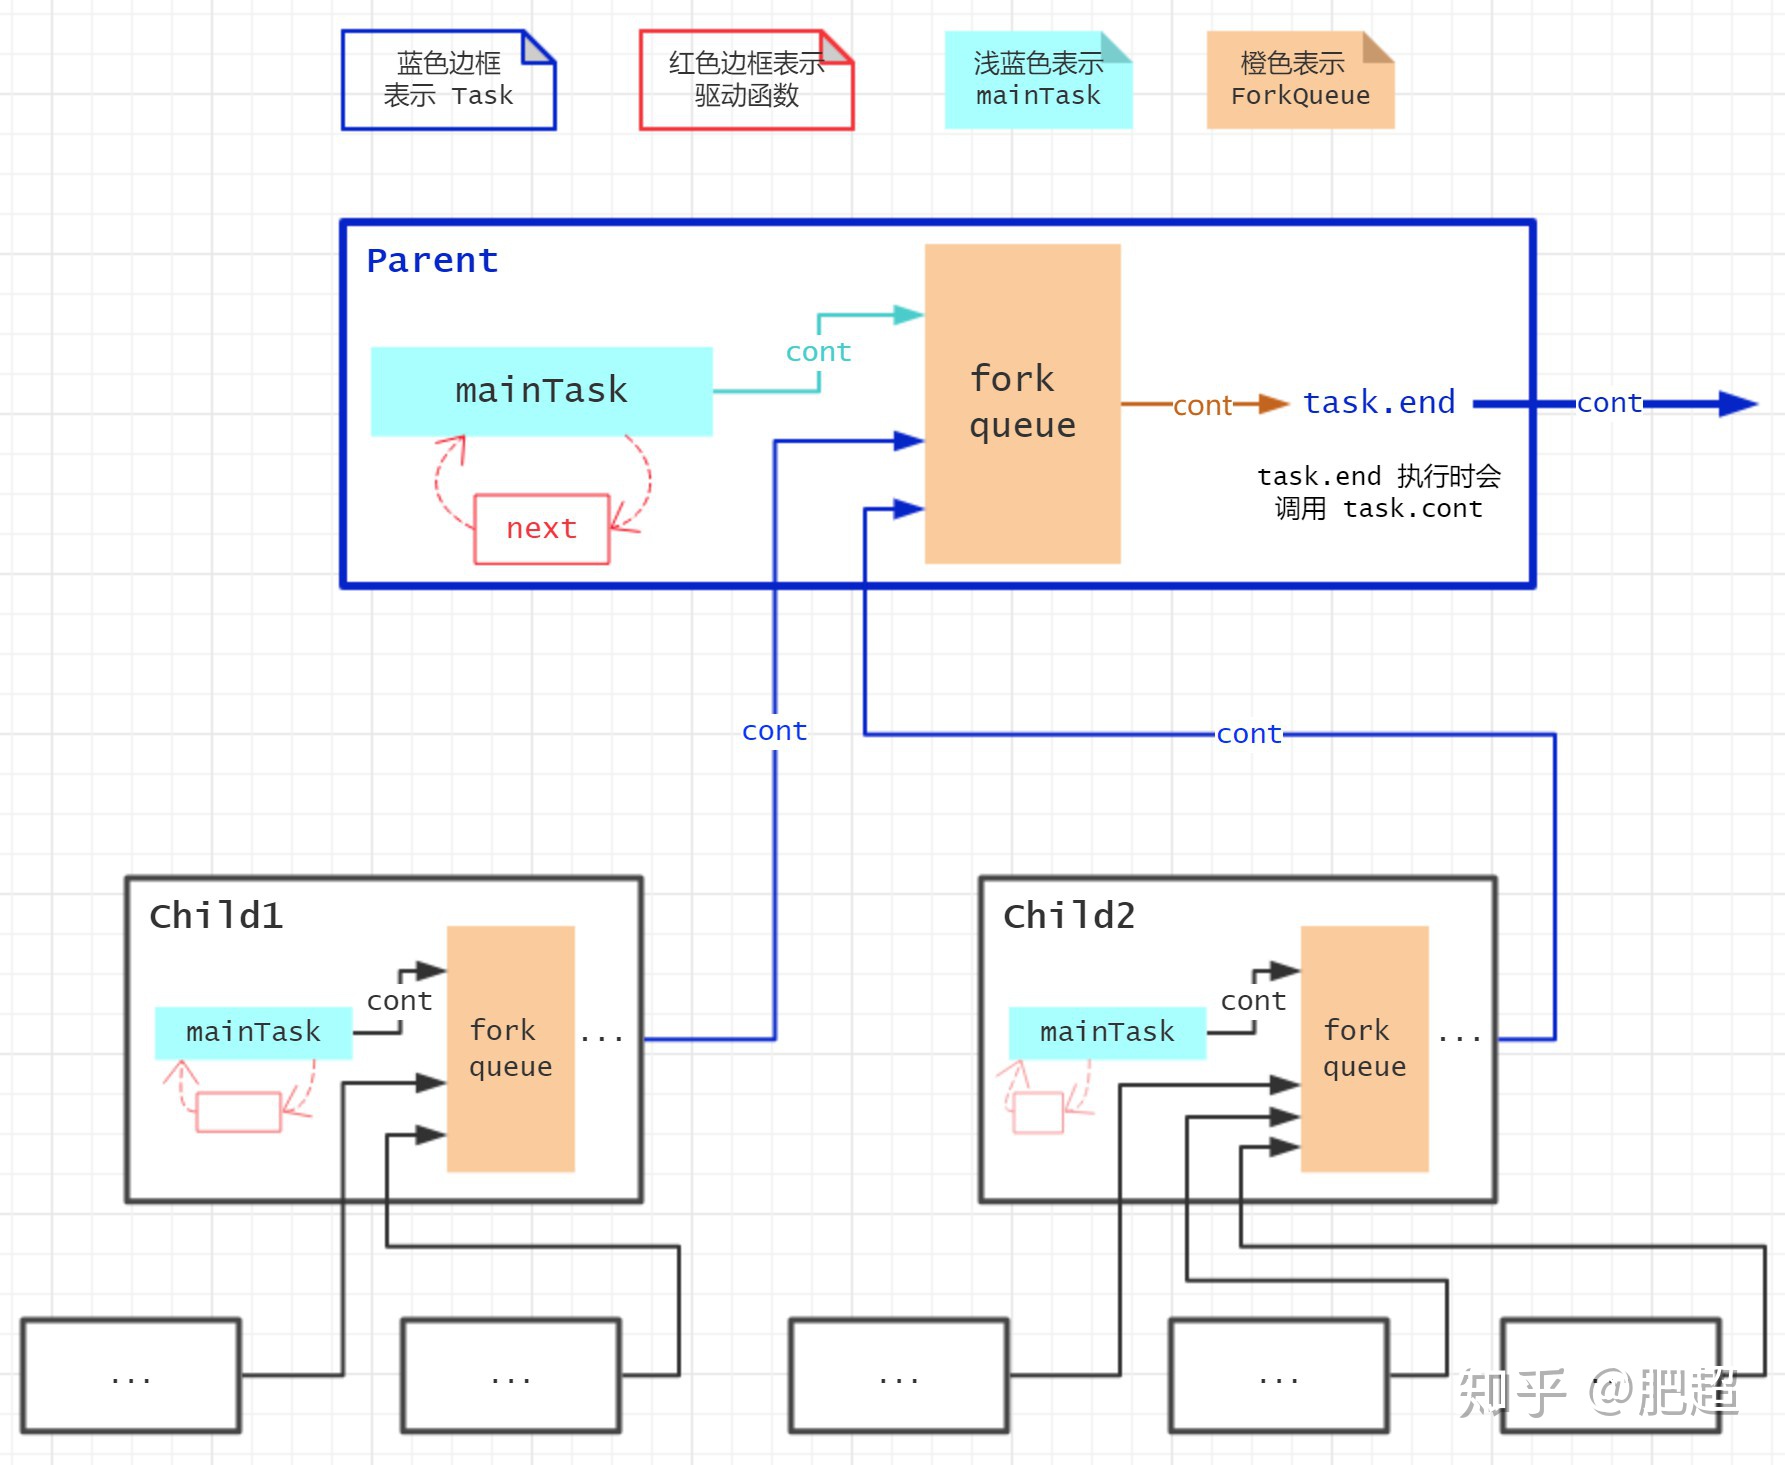 蓝色边框
表示 Task
红色边框表示
驱动函数
浅蓝色表示
mainTask
橙色表示
ForkQueue
Parent
mainTask
cont
next
fork
queue
cont
task.end
cont
task.end 执行时会
调用 task.cont
cont
cont
Child1
mainTask
cont
fork
queue
...
Child2
mainTask
cont
fork
queue
...
...
...
...
...
知乎 @肥超